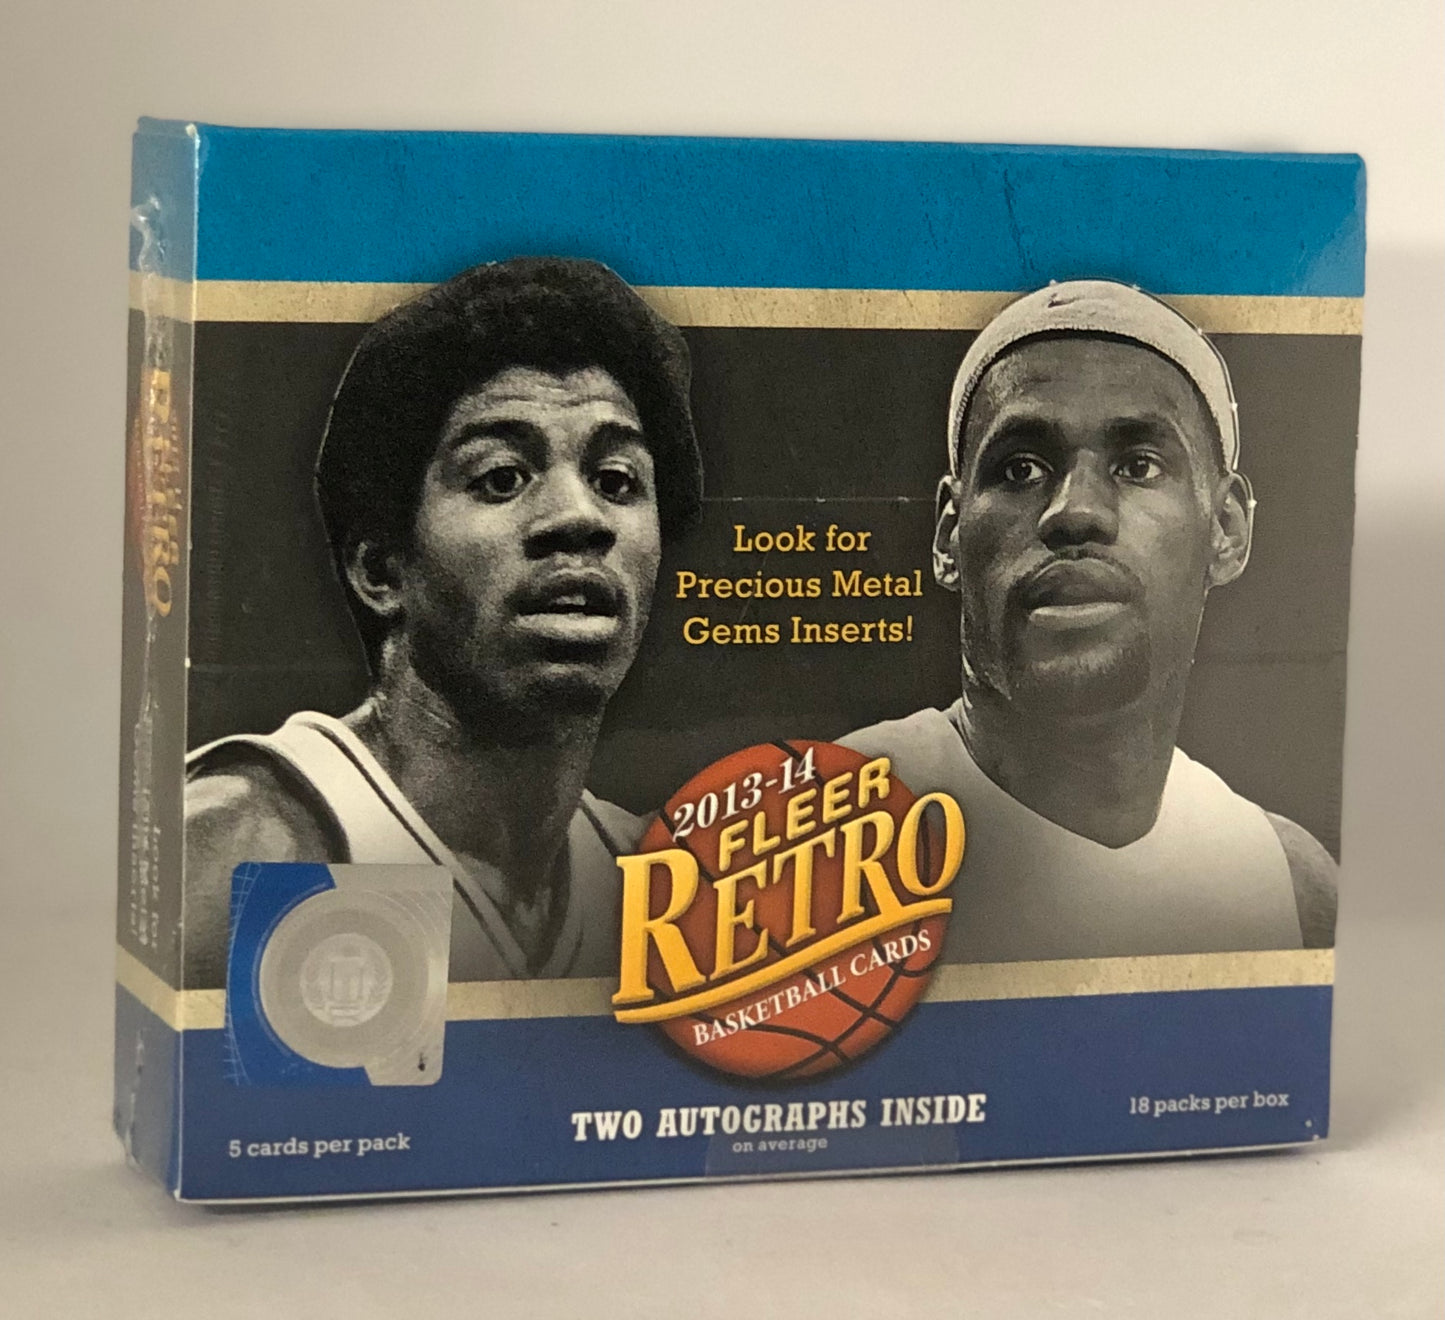 Look for
Precious Metal
Gems Inserts!
2013-14
FLEER
RETRO
BASKETBALL CARDS
TWO AUTOGRAPHS INSIDE
on average
5 cards per pack
18 packs per box
RETRO